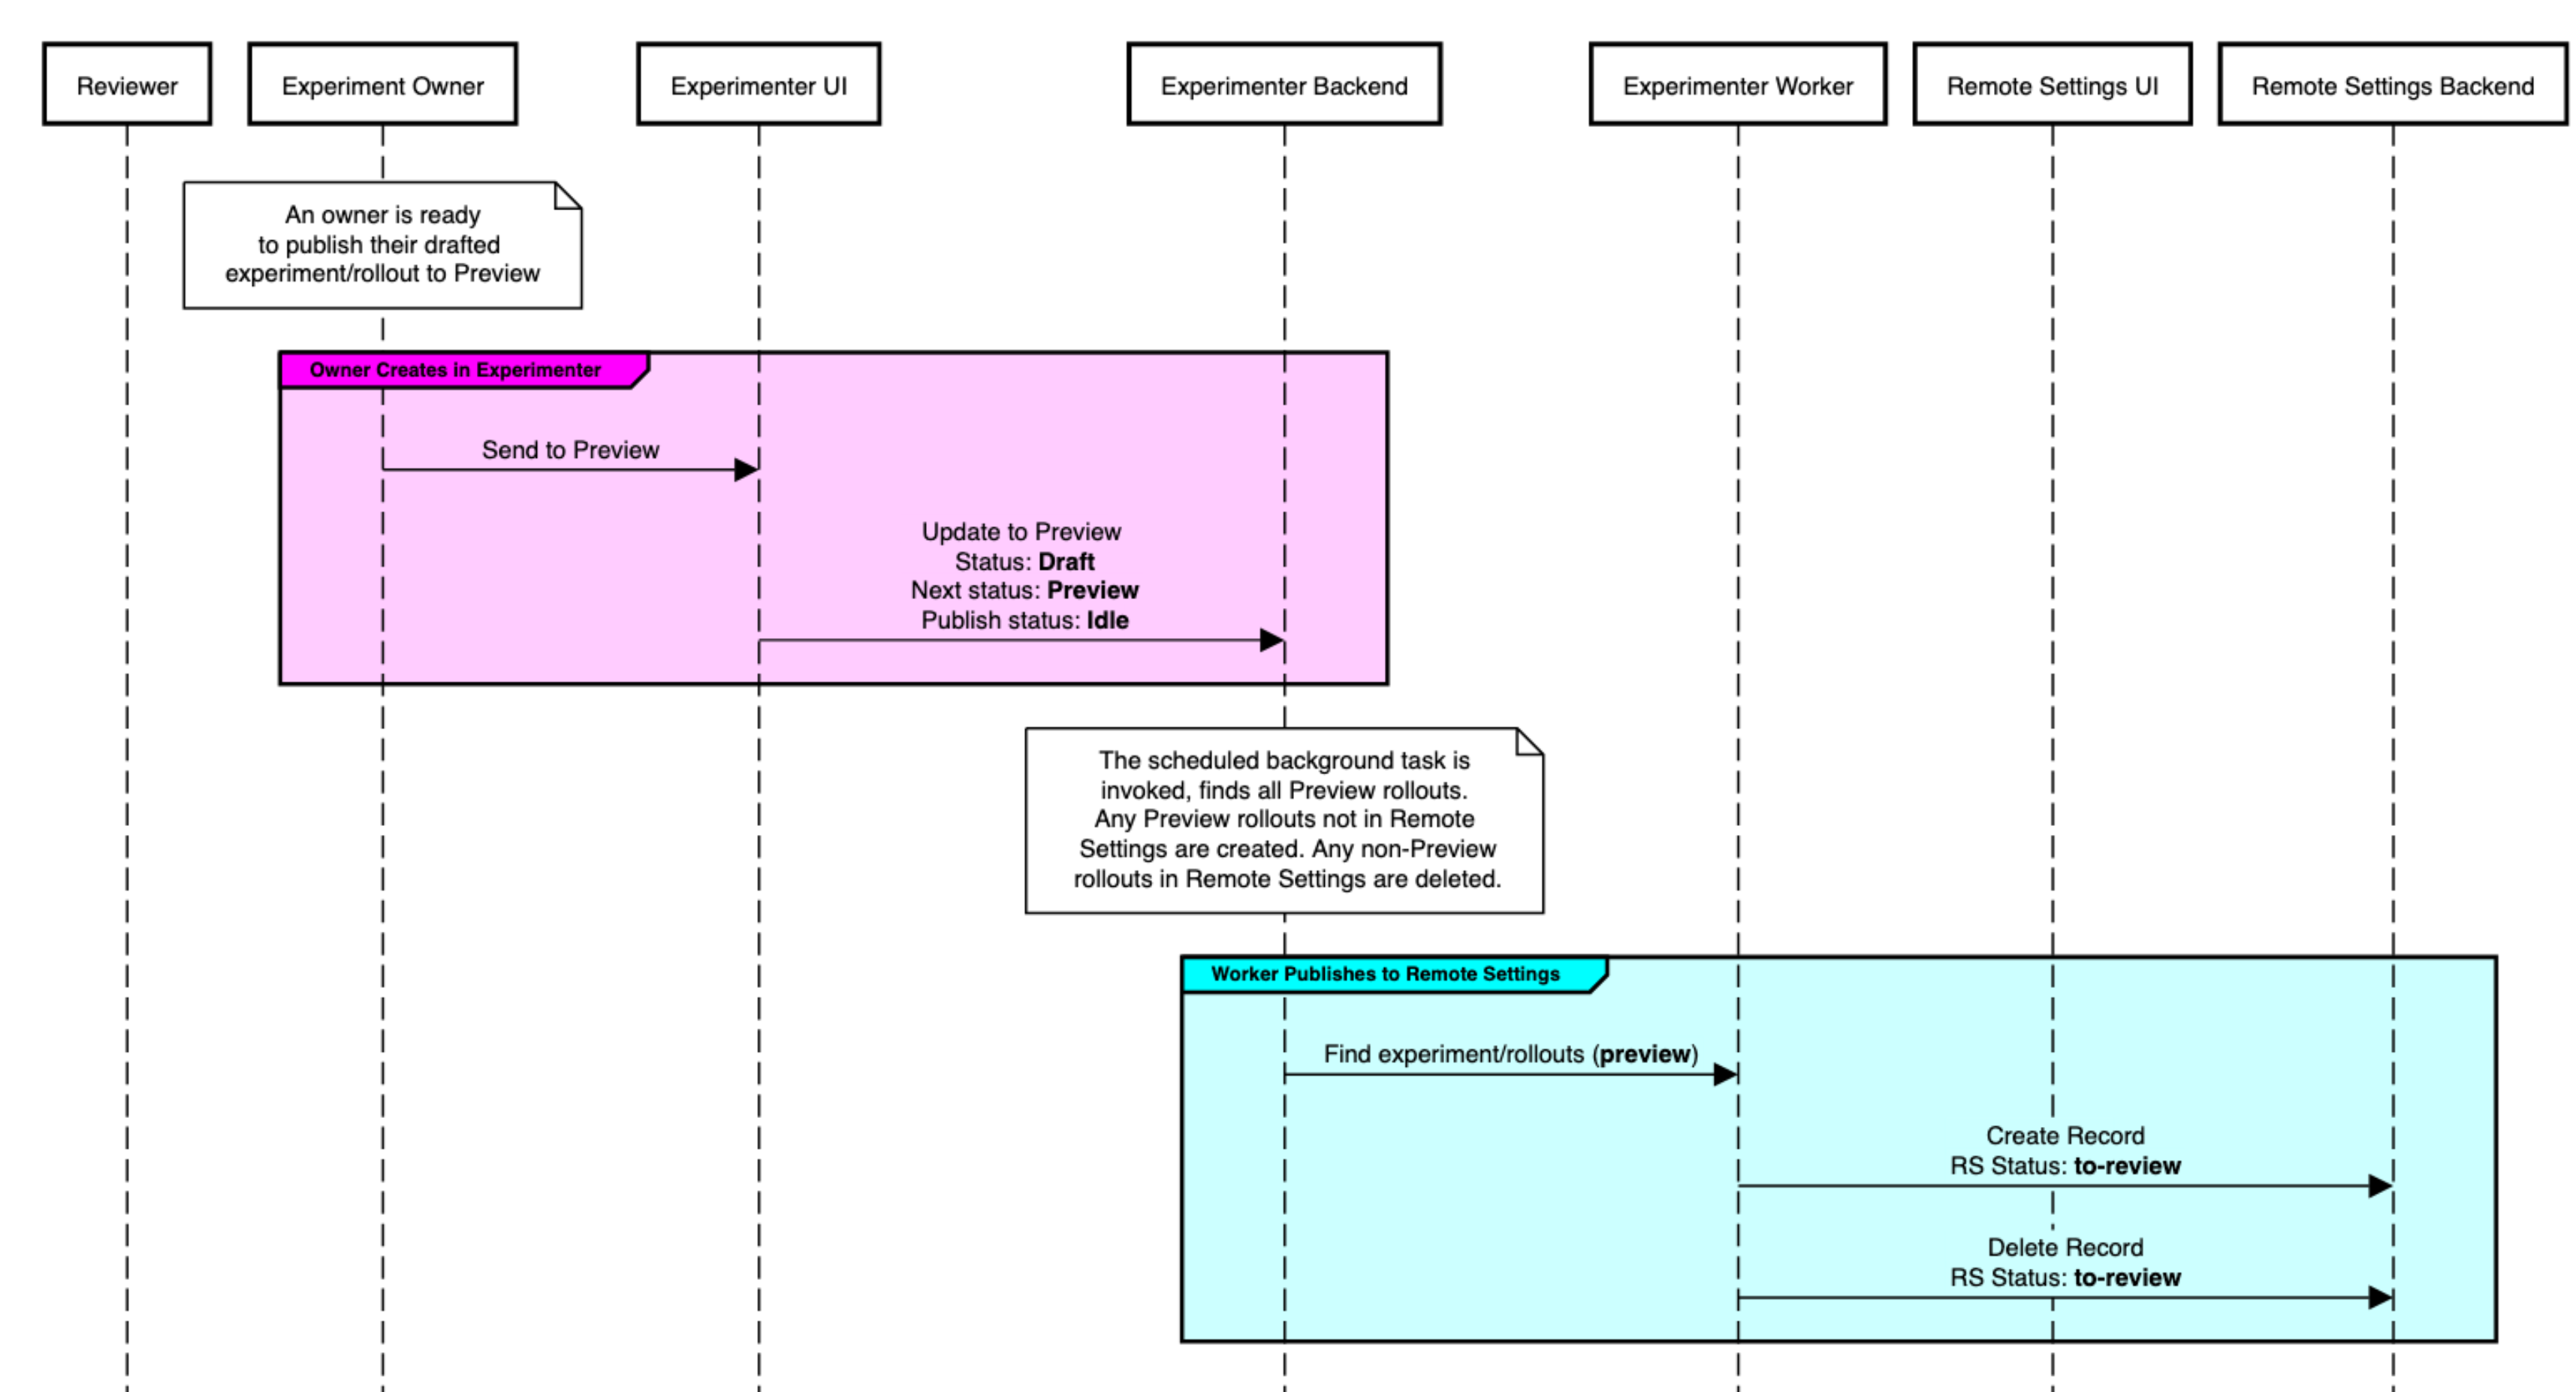 Reviewer
Experiment Owner
Experimenter UI
Experimenter Backend
Experimenter Worker
Remote Settings UI
Remote Settings Backend
An owner is ready
to publish their drafted
experiment/rollout to Preview
Owner Creates in Experimenter
Send to Preview
Update to Preview
Status: Draft
Next status: Preview
Publish status: Idle
The scheduled background task is
invoked, finds all Preview rollouts.
Any Preview rollouts not in Remote
Settings are created. Any non-Preview
rollouts in Remote Settings are deleted.
Worker Publishes to Remote Settings
Find experiment/rollouts (preview)
Create Record
RS Status: to-review
Delete Record
RS Status: to-review